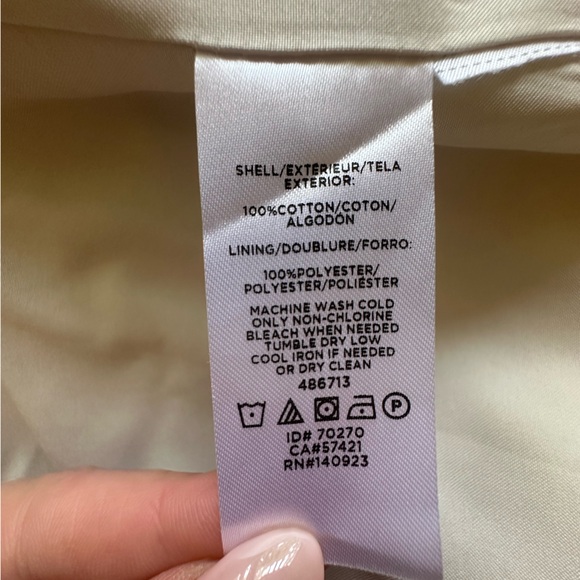 SHELL/EXTÉRIEUR/TELA
EXTERIOR:
100%COTTON/COTON/
ALGODÓN
LINING/DOUBLURE/FORRO:
100%POLYESTER/
POLYESTER/POLIÉSTER
MACHINE WASH COLD
ONLY NON-CHLORINE
BLEACH WHEN NEEDED
TUMBLE DRY LOW
COOL IRON IF NEEDED
OR DRY CLEAN
486713
P
ID# 70270
CA#57421
RN#140923